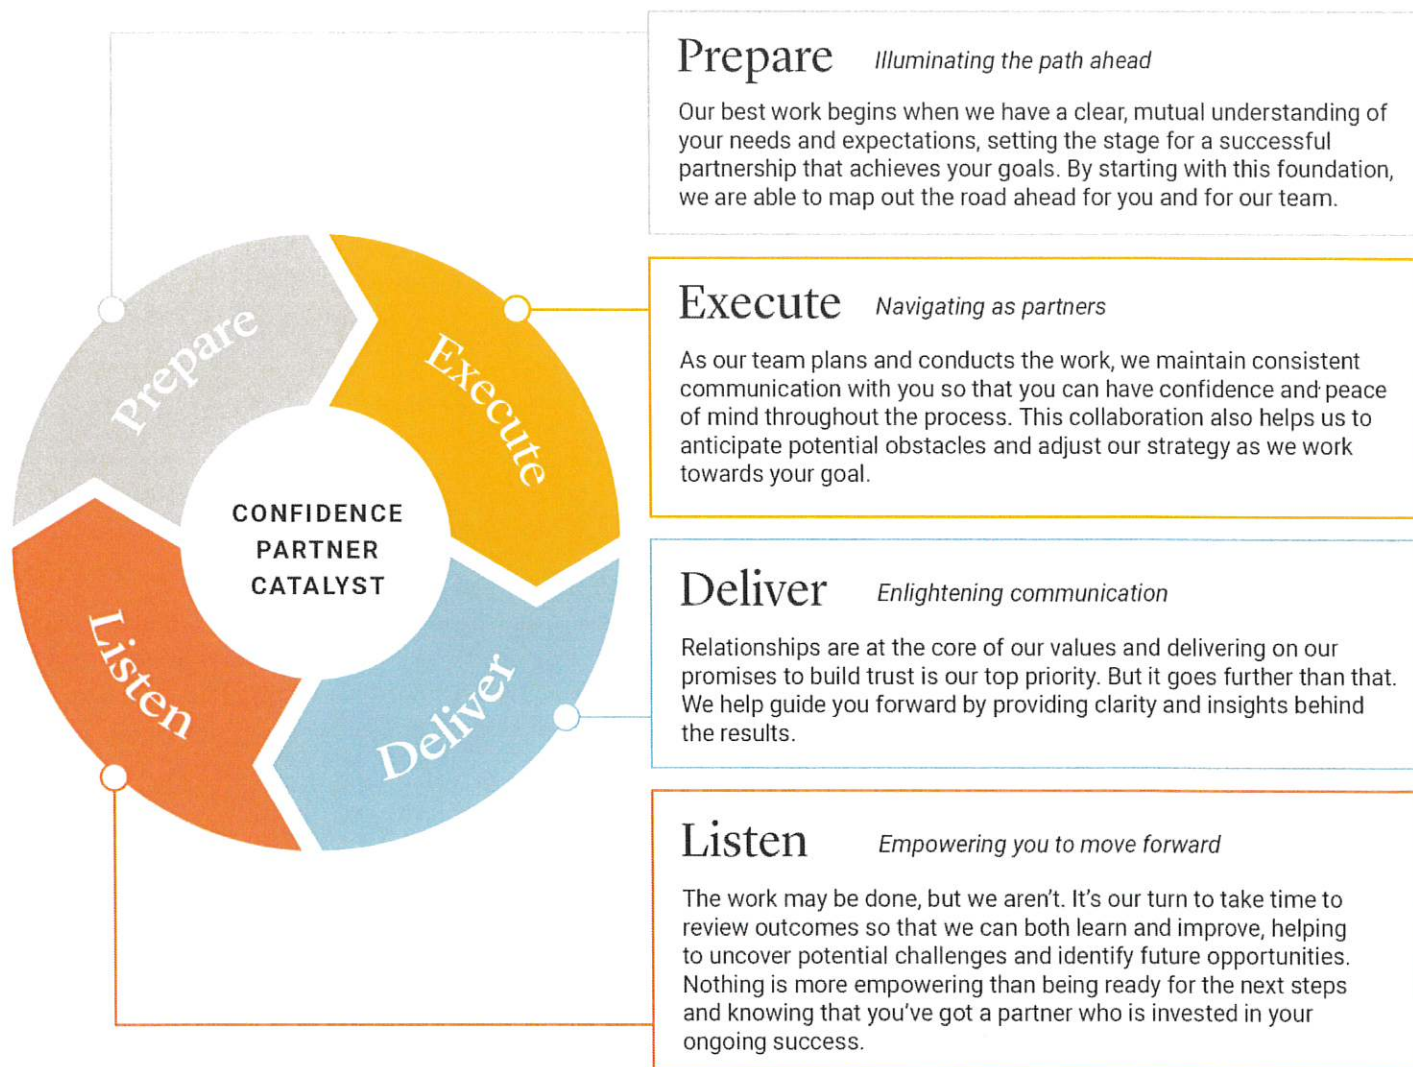 Prepare Illuminating the path ahead
Our best work begins when we have a clear, mutual understanding of
your needs and expectations, setting the stage for a successful
partnership that achieves your goals. By starting with this foundation,
we are able to map out the road ahead for you and for our team.
Execute Navigating as partners
As our team plans and conducts the work, we maintain consistent
communication with you so that you can have confidence and peace
of mind throughout the process. This collaboration also helps us to
anticipate potential obstacles and adjust our strategy as we work
towards your goal.
Deliver Enlightening communication
Relationships are at the core of our values and delivering on our
promises to build trust is our top priority. But it goes further than that.
We help guide you forward by providing clarity and insights behind
the results.
Listen Empowering you to move forward
The work may be done, but we aren't. It's our turn to take time to
review outcomes so that we can both learn and improve, helping
to uncover potential challenges and identify future opportunities.
Nothing is more empowering than being ready for the next steps
and knowing that you've got a partner who is invested in your
ongoing success.
Prepare
Execute
Deliver
Listen
CONFIDENCE
PARTNER
CATALYST